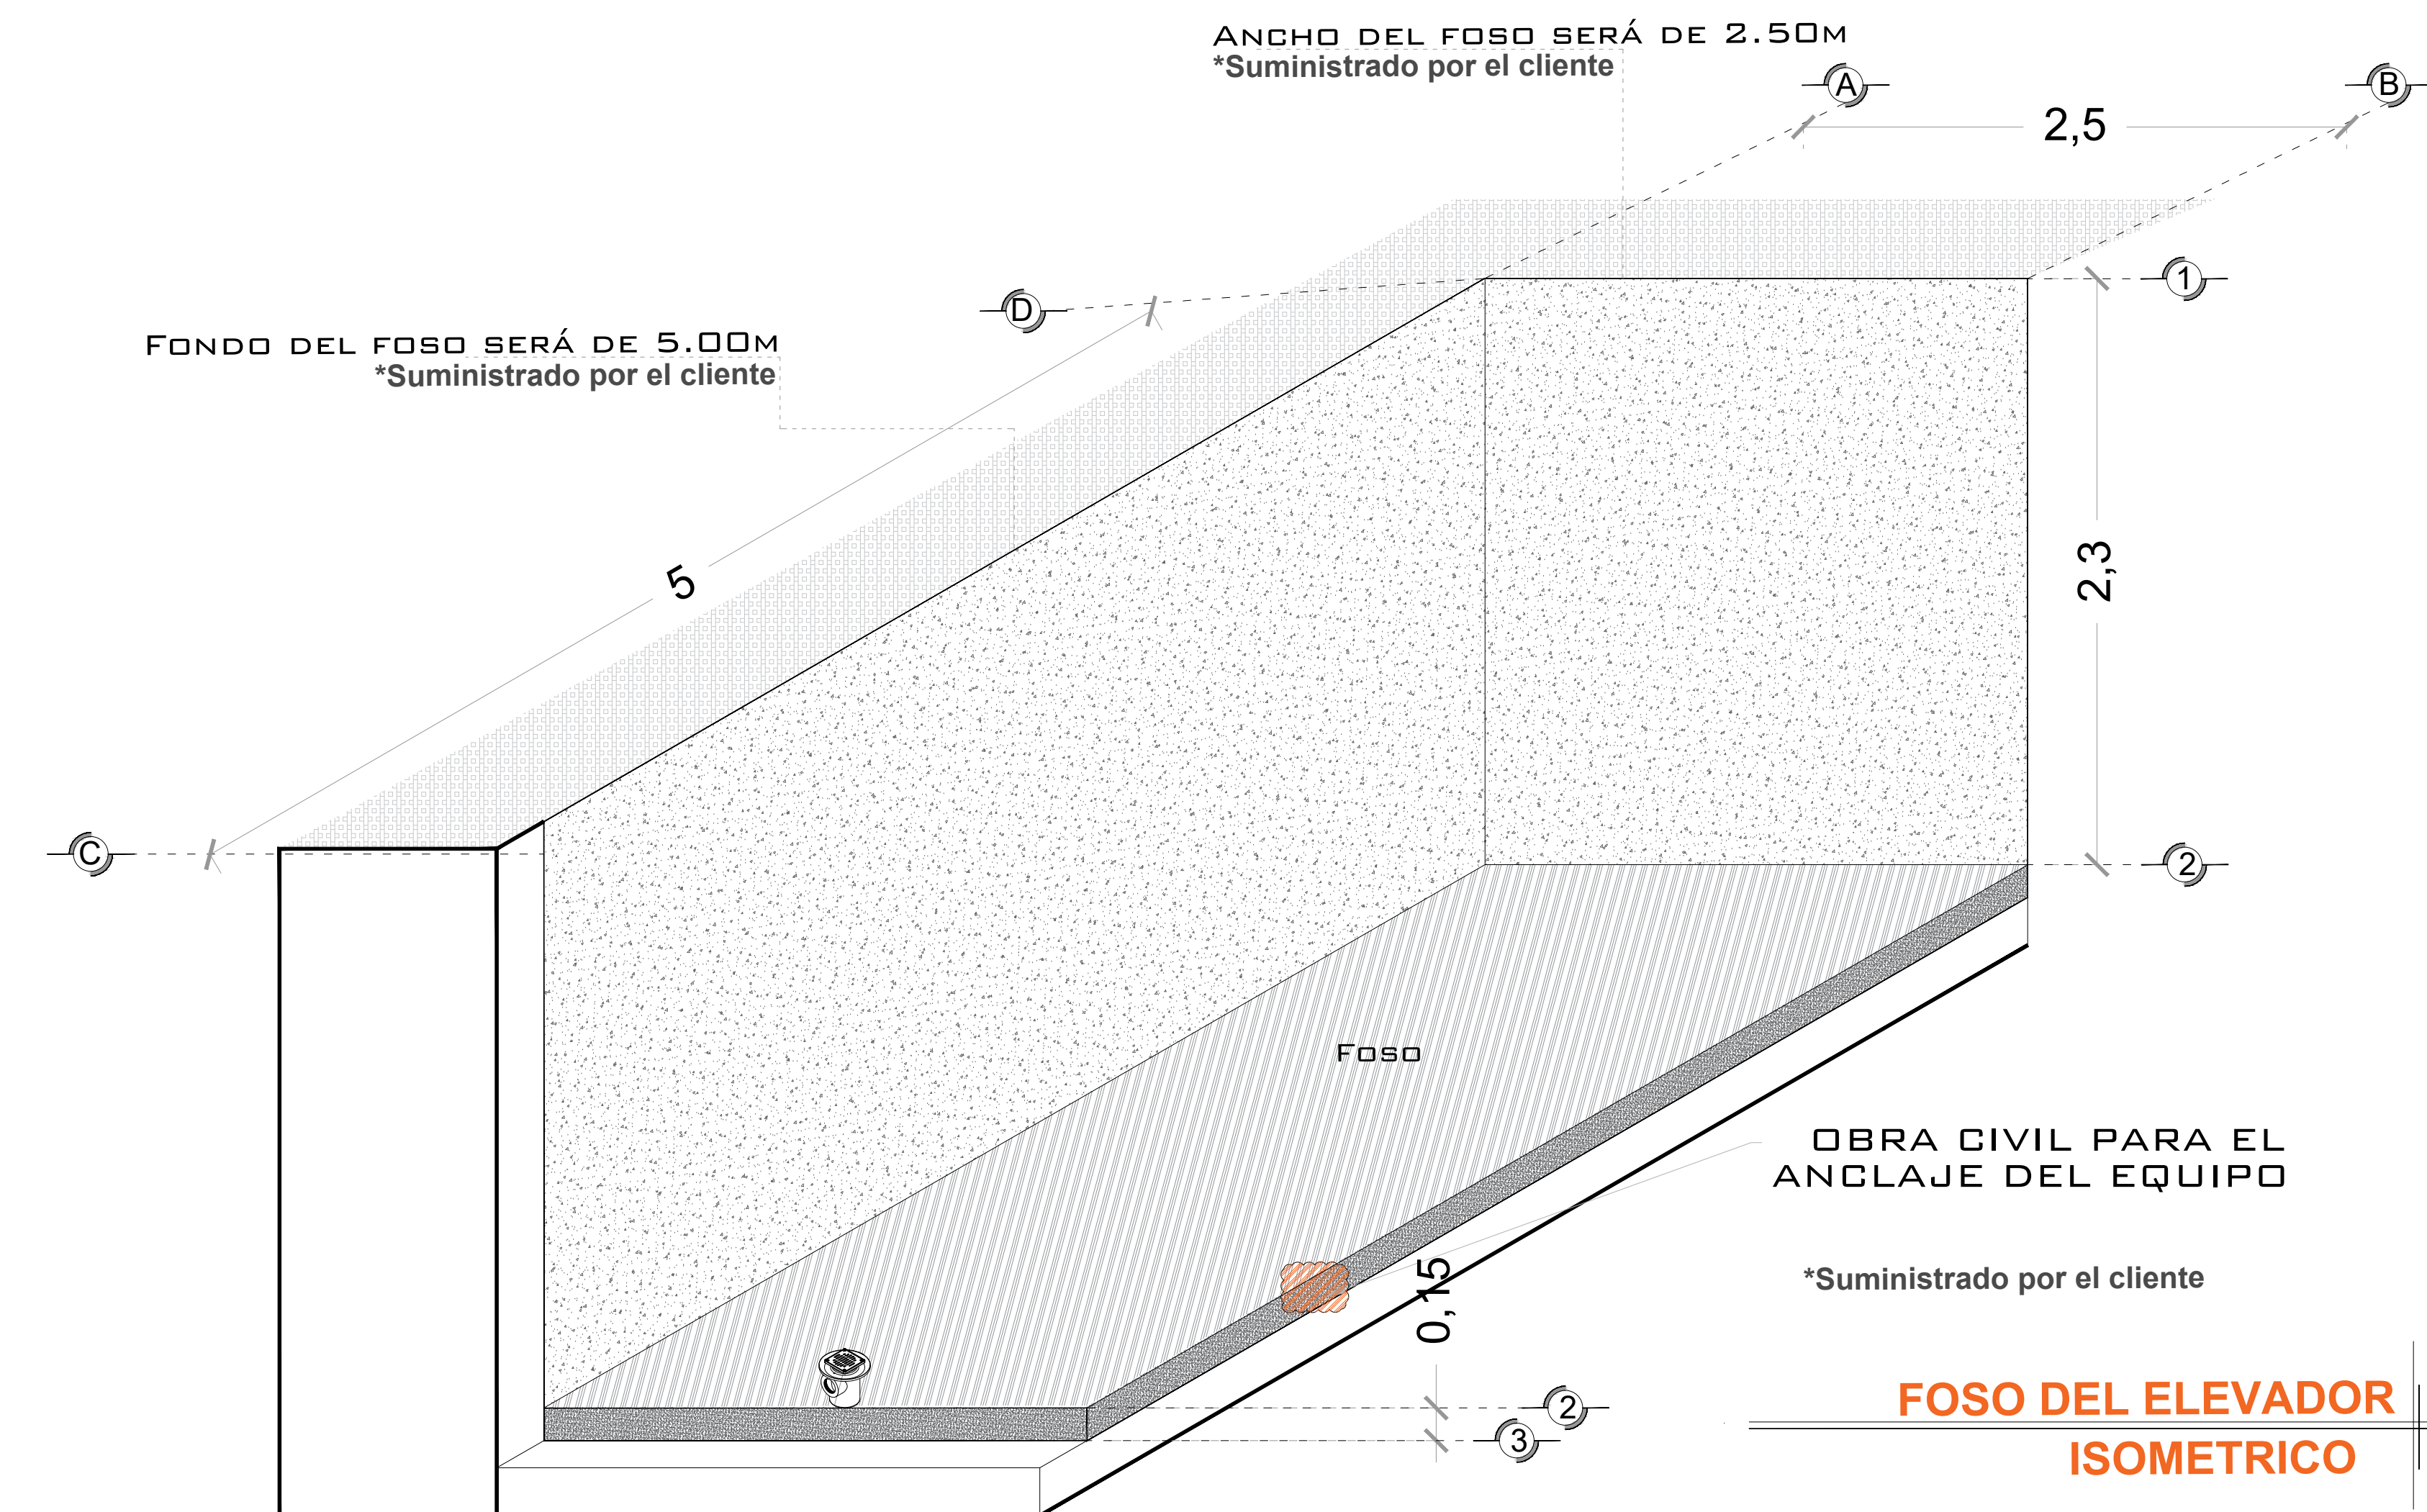 ANCHO DEL FOSO SERÁ DE 2.50M
*Suministrado por el cliente
A
B
2,5
D
1
FONDO DEL FOSO SERÁ DE 5.00M
*Suministrado por el cliente
5
2,3
C
2
FOSO
OBRA CIVIL PARA EL
ANCLAJE DEL EQUIPO
*Suministrado por el cliente
0,15
2
3
FOSO DEL ELEVADOR
ISOMETRICO